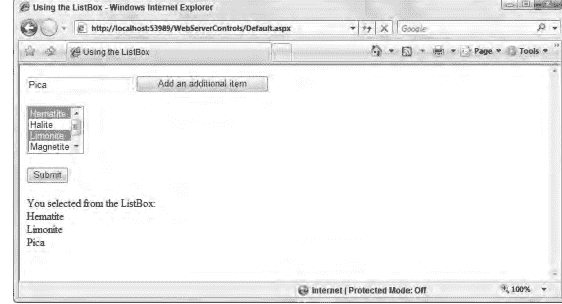 Using the ListBox - Windows Internet Explorer
http://localhost:53989/WebServerControls/Default.aspx
Google
Using the ListBox
Page
Tools
Pica
Add an additional item
Hematite
Halite
Limonite
Magnetite
Submit
You selected from the ListBox:
Hematite
Limonite
Pica
Internet | Protected Mode: Off
100%